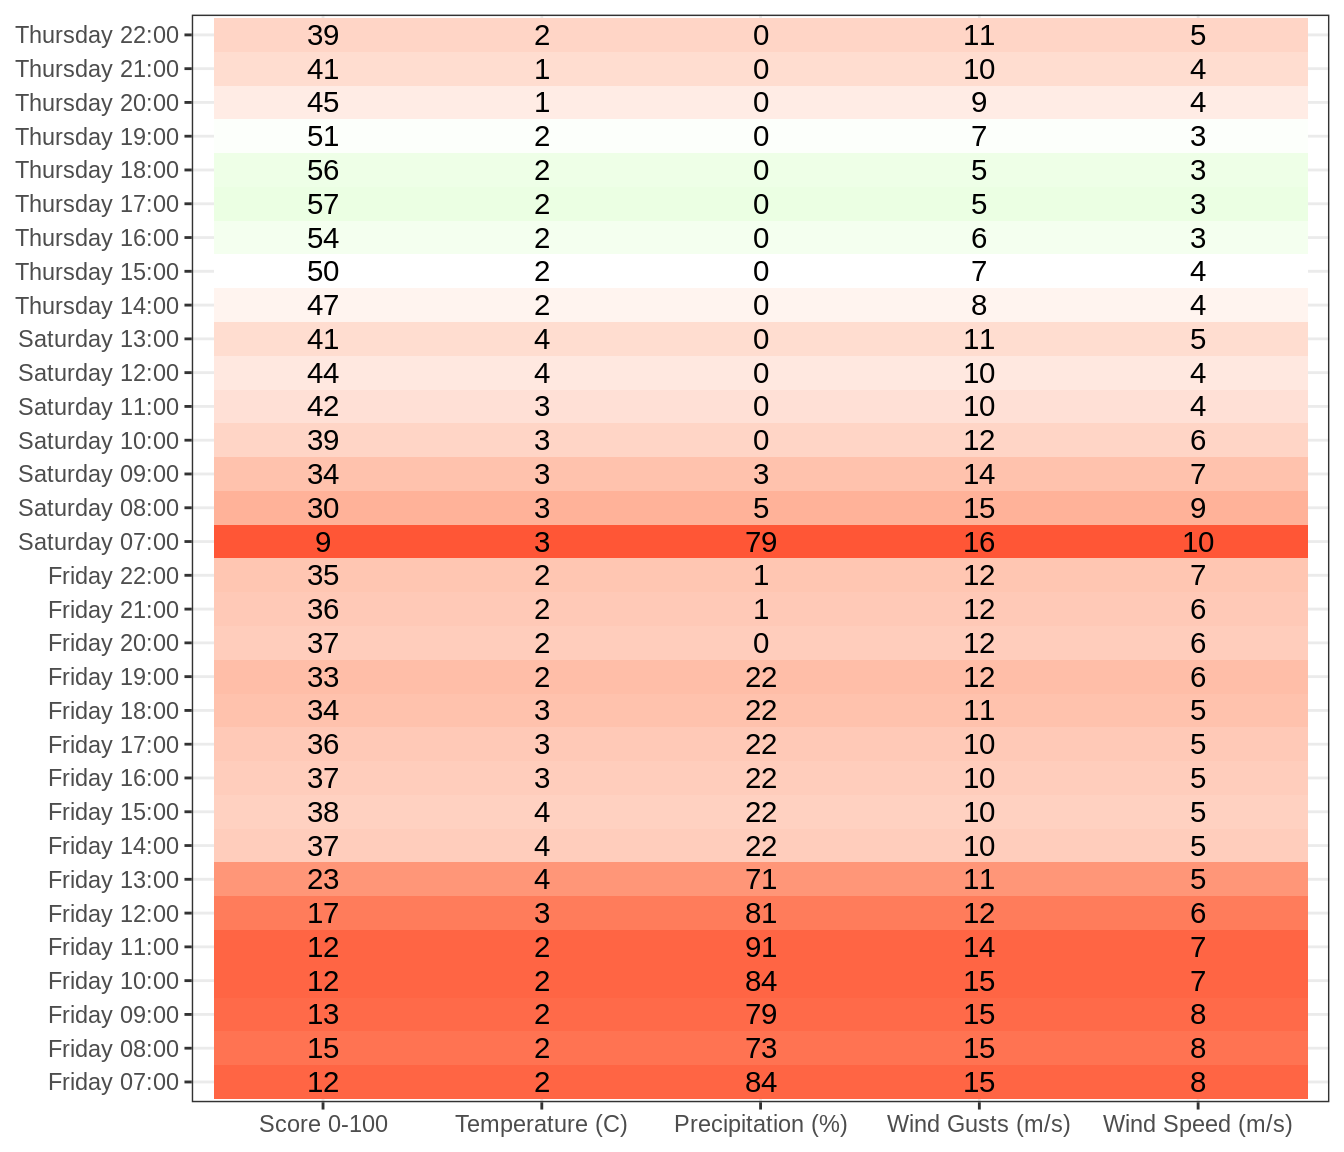 Thursday 22:00 39 2 0 11 5
Thursday 21:00 41 1 0 10 4
Thursday 20:00 45 1 0 9 4
Thursday 19:00 51 2 0 7 3
Thursday 18:00 56 2 0 5 3
Thursday 17:00 57 2 0 5 3
Thursday 16:00 54 2 0 6 3
Thursday 15:00 50 2 0 7 4
Thursday 14:00 47 2 0 8 4
Saturday 13:00 41 4 0 11 5
Saturday 12:00 44 4 0 10 4
Saturday 11:00 42 3 0 10 4
Saturday 10:00 39 3 0 12 6
Saturday 09:00 34 3 3 14 7
Saturday 08:00 30 3 5 15 9
Saturday 07:00 9 3 79 16 10
Friday 22:00 35 2 1 12 7
Friday 21:00 36 2 1 12 6
Friday 20:00 37 2 0 12 6
Friday 19:00 33 2 22 12 6
Friday 18:00 34 3 22 11 5
Friday 17:00 36 3 22 10 5
Friday 16:00 37 3 22 10 5
Friday 15:00 38 4 22 10 5
Friday 14:00 37 4 22 10 5
Friday 13:00 23 4 71 11 5
Friday 12:00 17 3 81 12 6
Friday 11:00 12 2 91 14 7
Friday 10:00 12 2 84 15 7
Friday 09:00 13 2 79 15 8
Friday 08:00 15 2 73 15 8
Friday 07:00 12 2 84 15 8
Score 0-100 Temperature (C) Precipitation (%) Wind Gusts (m/s) Wind Speed (m/s)